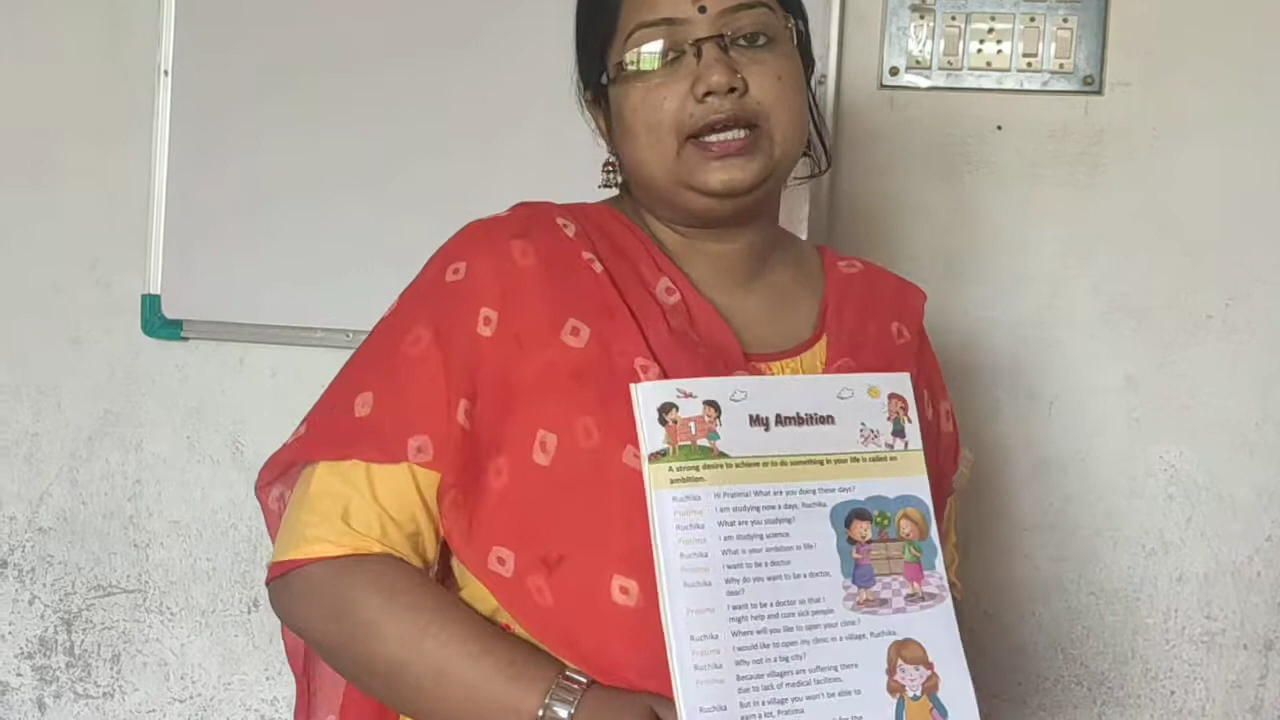 1
My Ambition
A strong desire to achieve or to do something in your life is called an
ambition.
Ruchika : Hi Pratima! What are you doing these days?
Pratima : I am studying now a days, Ruchika.
Ruchika : What are you studying?
Pratima : I am studying science.
Ruchika : What is your ambition in life?
Pratima : I want to be a doctor.
Ruchika : Why do you want to be a doctor,
dear?
Pratima : I want to be a doctor so that I
might help and cure sick people.
Ruchika : Where will you like to open your clinic?
Pratima : I would like to open my clinic in a village, Ruchika.
Ruchika : Why not in a big city?
Pratima : Because villagers are suffering there
due to lack of medical facilities.
Ruchika : But in a village you won't be able to
earn a lot, Pratima.
for the